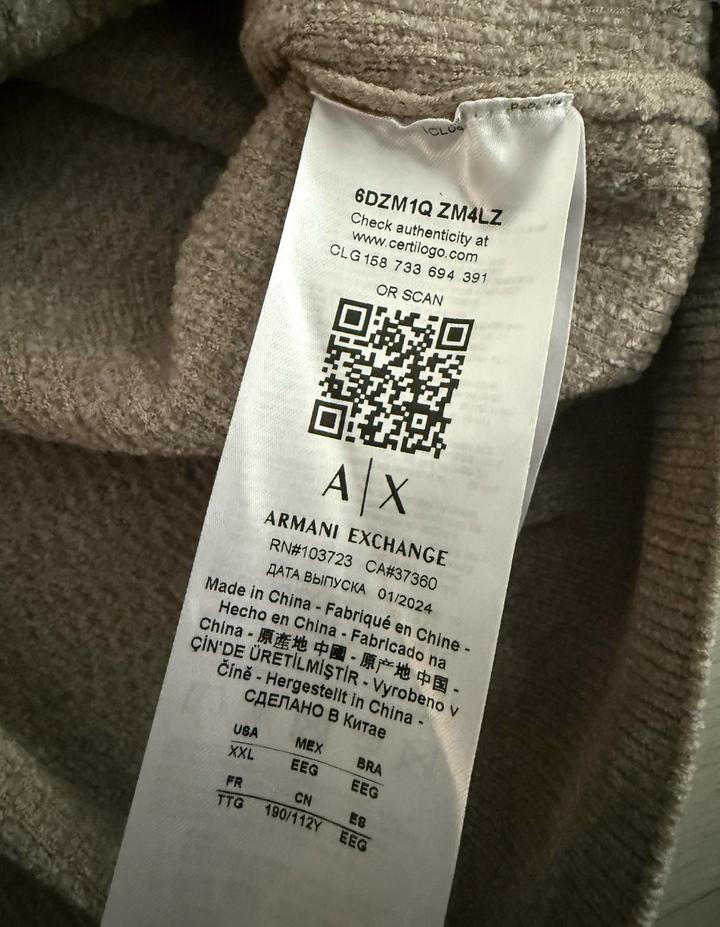 6DZM1Q ZM4LZ
Check authenticity at
www.certilogo.com
CLG 158 733 694 391
OR SCAN
A|X
ARMANI EXCHANGE
RN#103723 CA#37360
ДАТА ВЫПУСКА 01/2024
Made in China - Fabriqué en Chine -
Hecho en China - Fabricado na
China - 原產地 中國 - 原产地 中国 -
ÇİN'DE ÜRETİLMİŞTİR - Vyrobeno v
Číně - Hergestellt in China -
СДЕЛАНО В Китае
USA MEX BRA
XXL EEG EEG
FR CN ES
TTG 190/112Y EEG